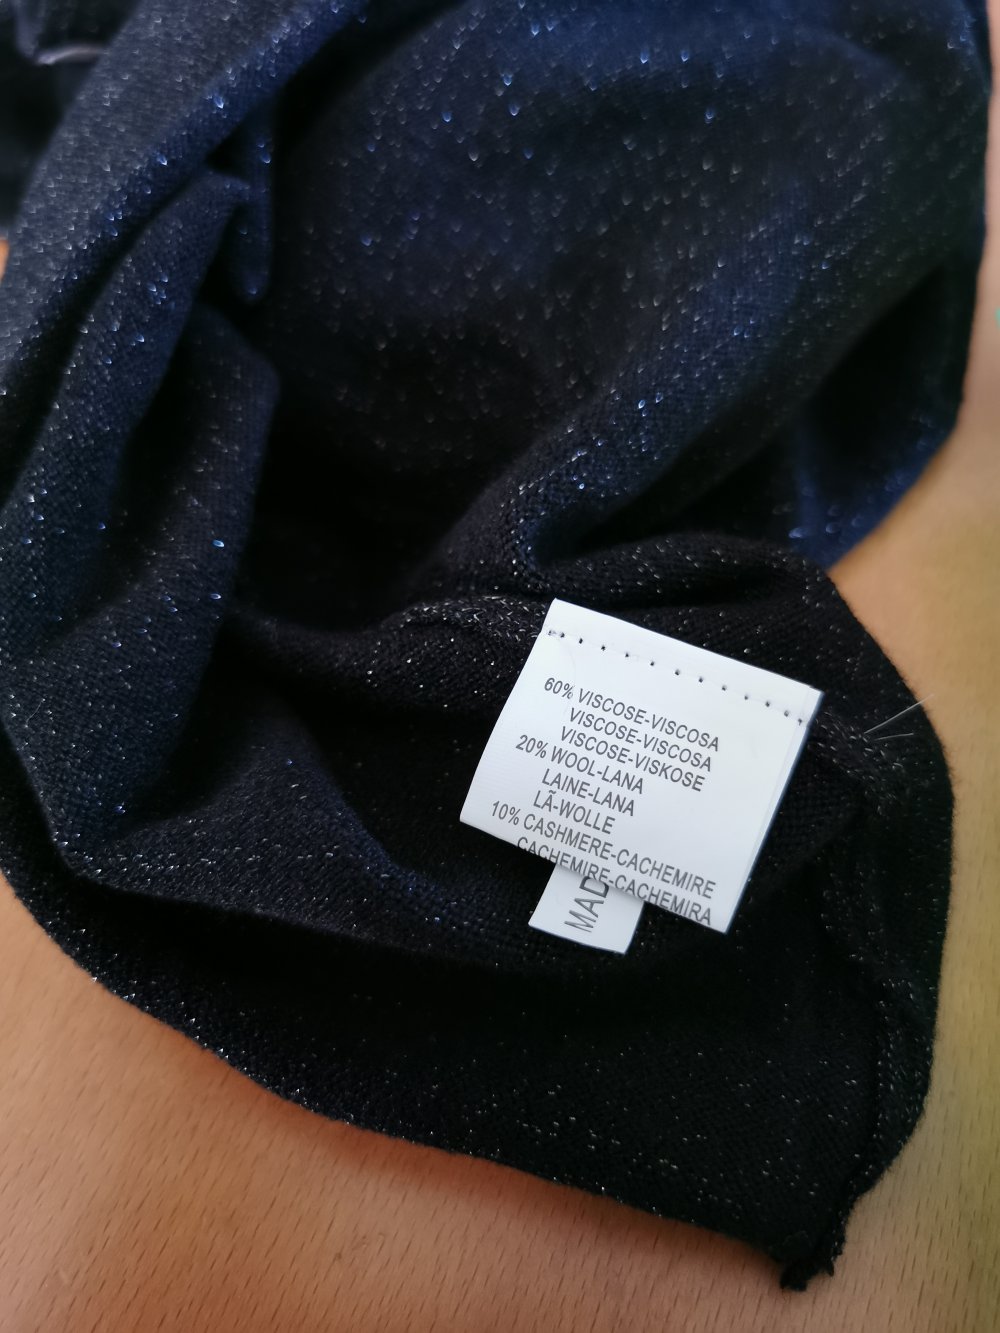 60% VISCOSE-VISCOSA
VISCOSE-VISCOSA
VISCOSE-VISKOSE
20% WOOL-LANA
LAINE-LANA
LÃ-WOLLE
10% CASHMERE-CACHEMIRE
CACHEMIRE-CACHEMIRA
MAD